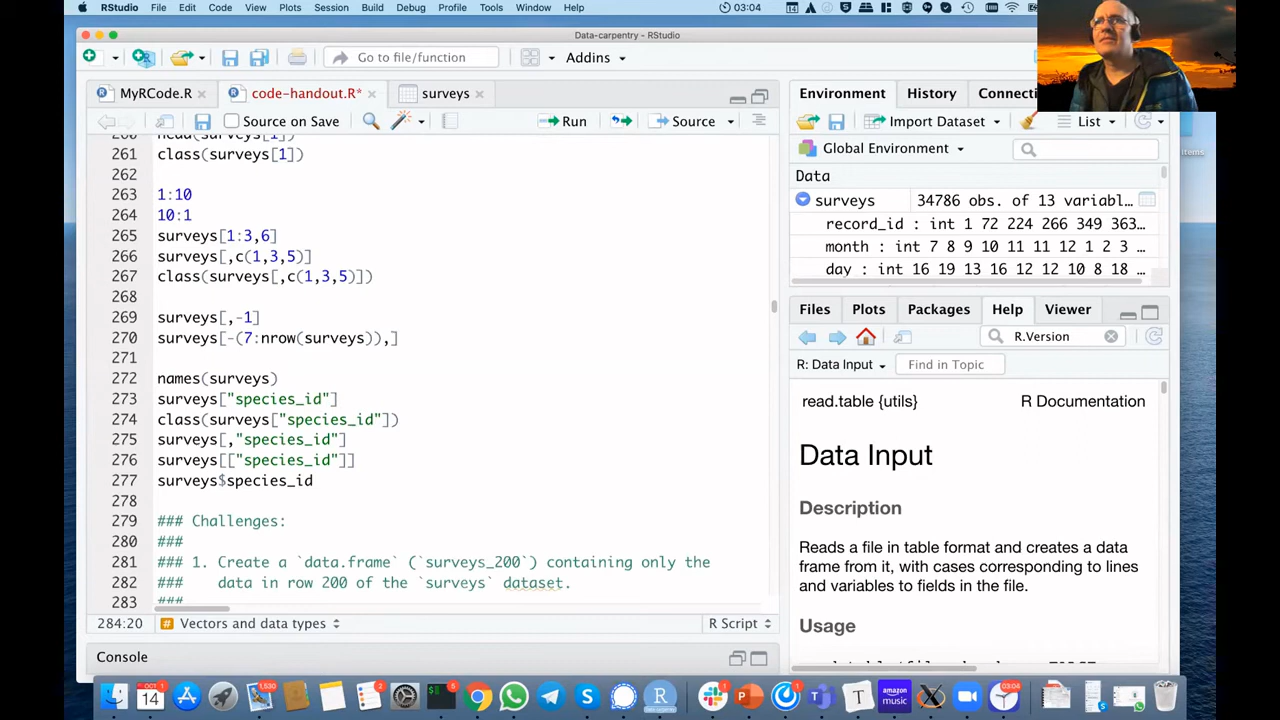 RStudio File Edit Code View Plots Session Build Debug Profile Tools Window Help 03:04
Data-carpentry - RStudio
Go to file/function Addins
MyRCode.R code-handout.R* surveys
Source on Save Run Source
261 class(surveys[1])
262
263 1:10
264 10:1
265 surveys[1:3,6]
266 surveys[,c(1,3,5)]
267 class(surveys[,c(1,3,5)])
268
269 surveys[,-1]
270 surveys[-(7:nrow(surveys)),]
271
272 names(surveys)
273 surveys["species_id"]
274 class(surveys["species_id"])
275 surveys[,"species_id"]
276 surveys[["species_id"]]
277 surveys$species_id
278
279 ### Challenges:
280 ###
281 ### 1. Create a `data.frame` (`surveys_200`) containing only the
282 ### data in row 200 of the `surveys` dataset.
283 ###
284:20 # Vectors and data types R Script
Console
Environment History Connecti
Import Dataset List
Global Environment
Data
surveys 34786 obs. of 13 variabl…
record_id : int 1 72 224 266 349 363…
month : int 7 8 9 10 11 11 12 1 2 3 …
day : int 16 19 13 16 12 12 10 8 18 …
Files Plots Packages Help Viewer
R.Version
R: Data Input Topic
read.table {utils} R Documentation
Data Input
Description
Reads a file in table format and creates a data
frame from it, with cases corresponding to lines
and variables to fields in the file.
Usage
items
amazon
music
03:04